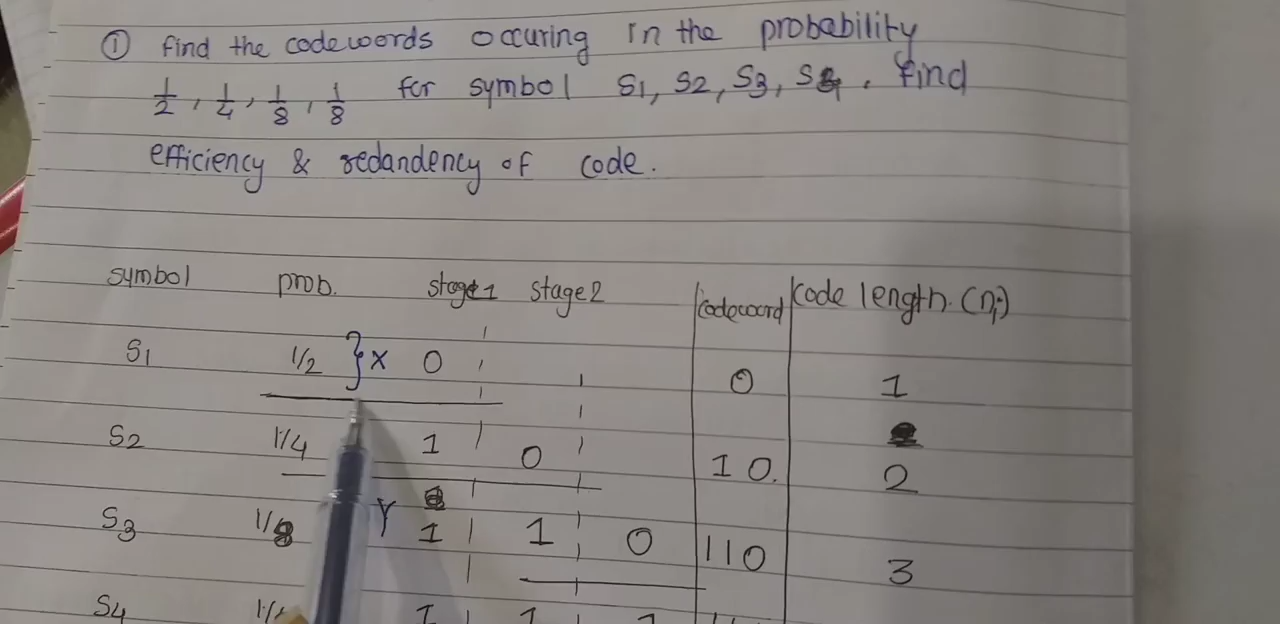 ① find the codewords occuring in the probability
1/2, 1/4, 1/8, 1/8 for symbol S1, S2, S3, S4. Find
efficiency & redandency of code.
symbol prob. stage1 stage2 codeword code length (ni)
S1 1/2 } X 0 0 1
S2 1/4 1 0 10. 2
S3 1/8 Y 1 1 0 110 3
S4 1 1 1